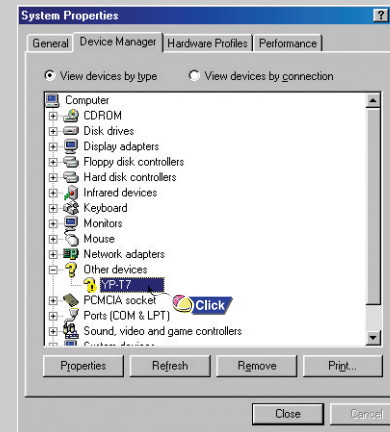 System Properties
?
General
Device Manager
Hardware Profiles
Performance
View devices by type
View devices by connection
Computer
CDROM
Disk drives
Display adapters
Floppy disk controllers
Hard disk controllers
Infrared devices
Keyboard
Monitors
Mouse
Network adapters
Other devices
YP-T7
PCMCIA socket
Click
Ports (COM & LPT)
Sound, video and game controllers
System devices
Properties
Refresh
Remove
Print...
Close
Cancel